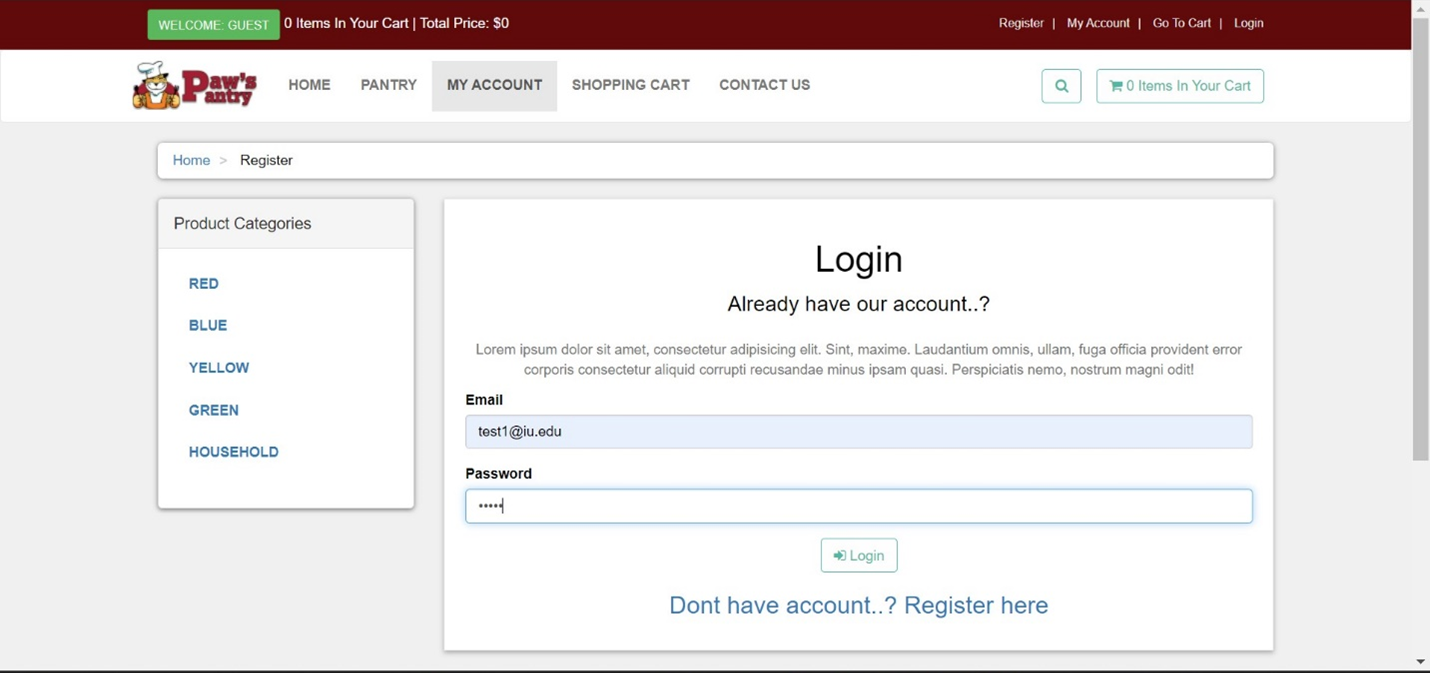 WELCOME: GUEST 0 Items In Your Cart | Total Price: $0
Register | My Account | Go To Cart | Login
Paw's
Pantry
HOME PANTRY MY ACCOUNT SHOPPING CART CONTACT US
0 Items In Your Cart
Home > Register
Product Categories
RED
BLUE
YELLOW
GREEN
HOUSEHOLD
Login
Already have our account..?
Lorem ipsum dolor sit amet, consectetur adipisicing elit. Sint, maxime. Laudantium omnis, ullam, fuga officia provident error
corporis consectetur aliquid corrupti recusandae minus ipsam quasi. Perspiciatis nemo, nostrum magni odit!
Email
test1@iu.edu
Password
•••••
Login
Dont have account..? Register here